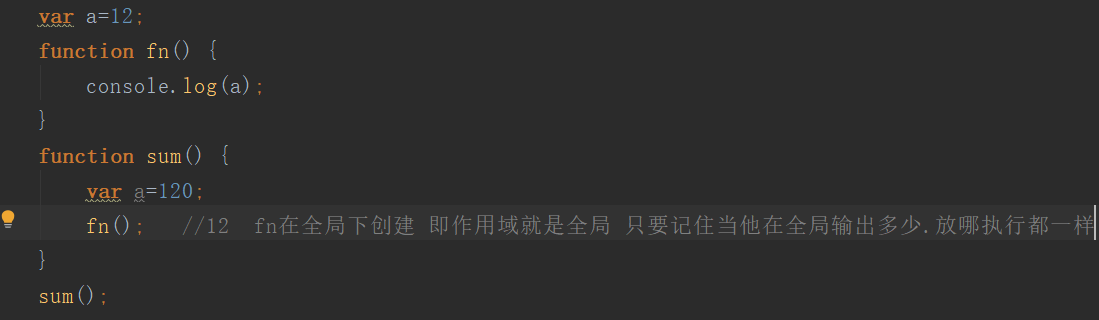 var a=12;
function fn() {
    console.log(a);
}
function sum() {
    var a=120;
    fn();   //12  fn在全局下创建 即作用域就是全局 只要记住当他在全局输出多少.放哪执行都一样
}
sum();